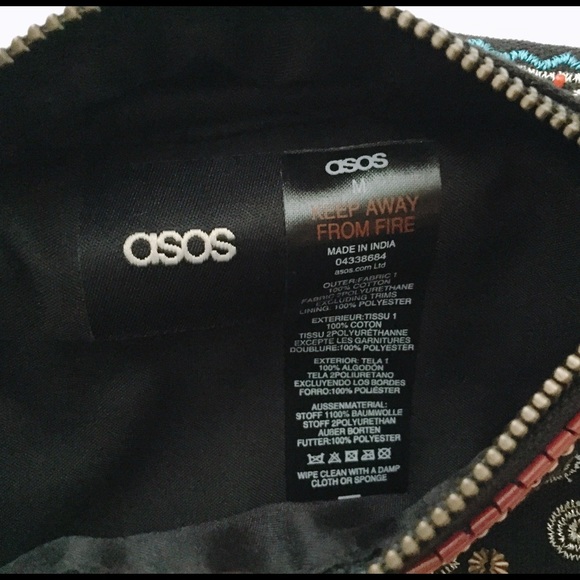 asos
asos
M
KEEP AWAY
FROM FIRE
MADE IN INDIA
04338684
asos.com Ltd
OUTER:FABRIC 1
100% COTTON
FABRIC 2POLYURETHANE
EXCLUDING TRIMS
LINING: 100% POLYESTER
EXTERIEUR:TISSU 1
100% COTON
TISSU 2POLYURÉTHANNE
EXCEPTE LES GARNITURES
DOUBLURE:100% POLYESTER
EXTERIOR: TELA 1
100% ALGODÓN
TELA 2POLIURETANO
EXCLUYENDO LOS BORDES
FORRO:100% POLIÉSTER
AUSSENMATERIAL:
STOFF 1100% BAUMWOLLE
STOFF 2POLYURETHAN
AUßER BORTEN
FUTTER:100% POLYESTER
WIPE CLEAN WITH A DAMP
CLOTH OR SPONGE